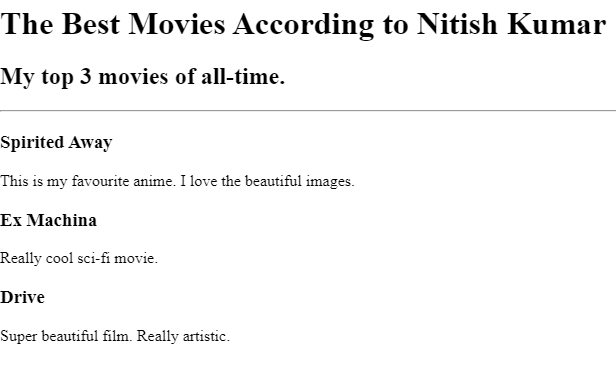 The Best Movies According to Nitish Kumar
My top 3 movies of all-time.
Spirited Away
This is my favourite anime. I love the beautiful images.
Ex Machina
Really cool sci-fi movie.
Drive
Super beautiful film. Really artistic.